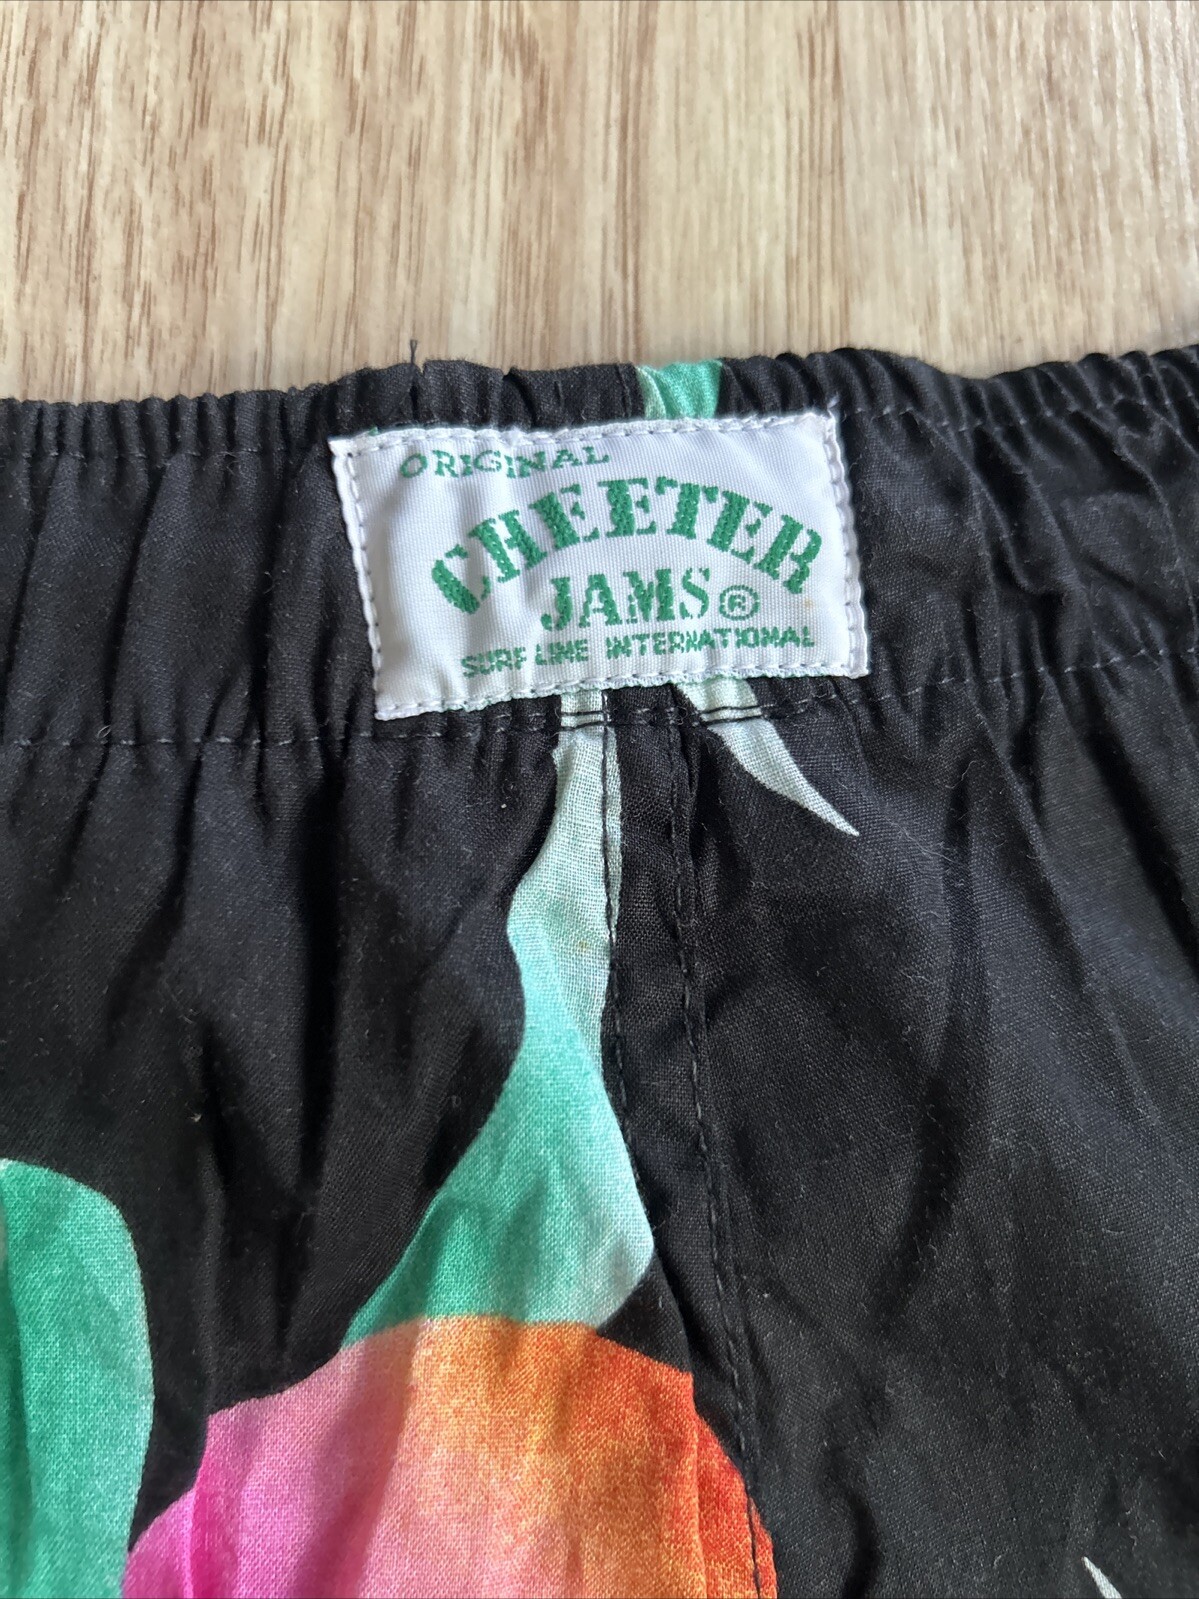 ORIGINAL
CHEETER
JAMS®
SURF LINE INTERNATIONAL